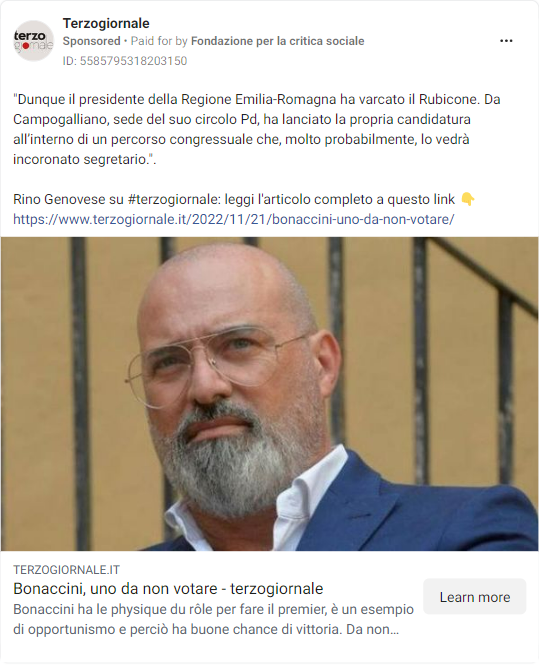 Terzogiornale
Sponsored • Paid for by Fondazione per la critica sociale
ID: 5585795318203150
terzo
giornale
"Dunque il presidente della Regione Emilia-Romagna ha varcato il Rubicone. Da
Campogalliano, sede del suo circolo Pd, ha lanciato la propria candidatura
all'interno di un percorso congressuale che, molto probabilmente, lo vedrà
incoronato segretario.".
Rino Genovese su #terzogiornale: leggi l'articolo completo a questo link 👇
https://www.terzogiornale.it/2022/11/21/bonaccini-uno-da-non-votare/
TERZOGIORNALE.IT
Bonaccini, uno da non votare - terzogiornale
Bonaccini ha le physique du rôle per fare il premier, è un esempio
di opportunismo e perciò ha buone chance di vittoria. Da non...
Learn more